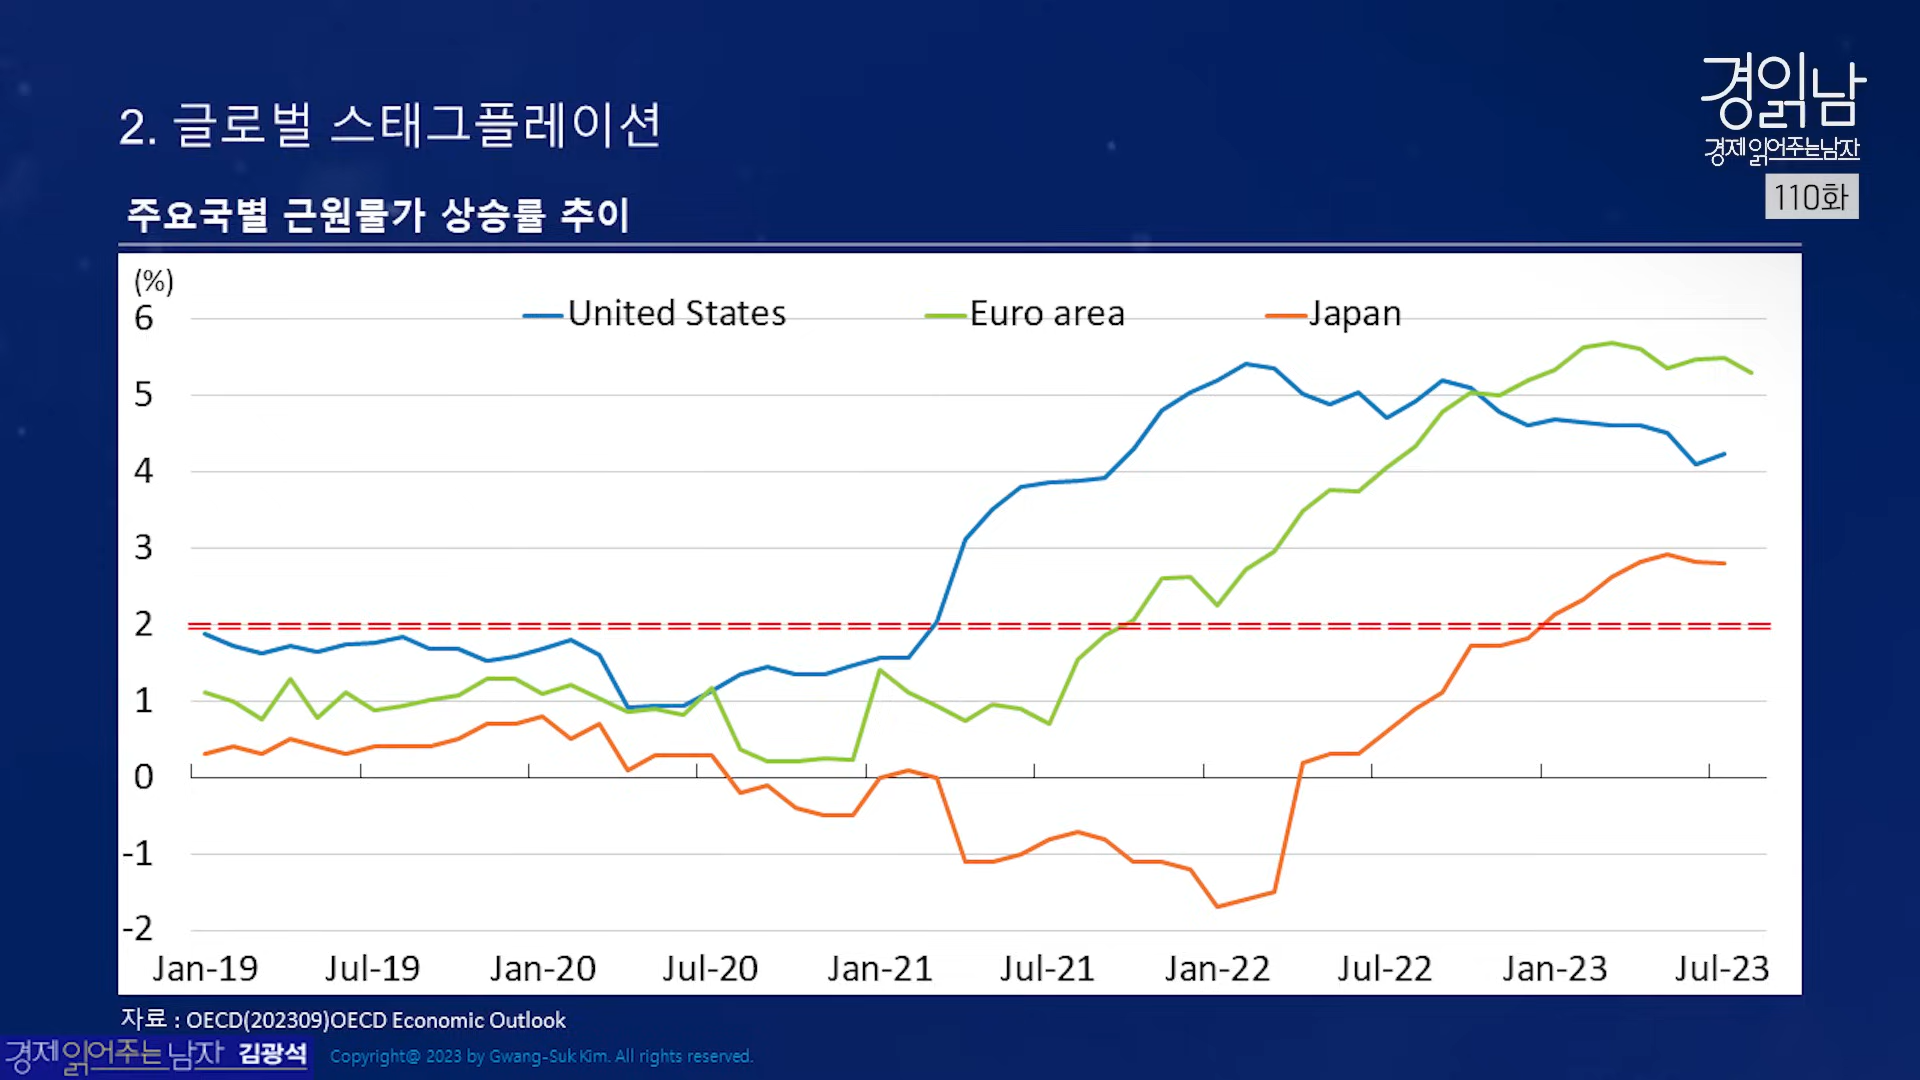 2. 글로벌 스태그플레이션
경읽남
경제읽어주는남자
110화
주요국별 근원물가 상승률 추이
(%)
United States Euro area Japan
6
5
4
3
2
1
0
-1
-2
Jan-19 Jul-19 Jan-20 Jul-20 Jan-21 Jul-21 Jan-22 Jul-22 Jan-23 Jul-23
자료 : OECD(202309)OECD Economic Outlook
경제읽어주는남자 김광석 Copyright@ 2023 by Gwang-Suk Kim. All rights reserved.